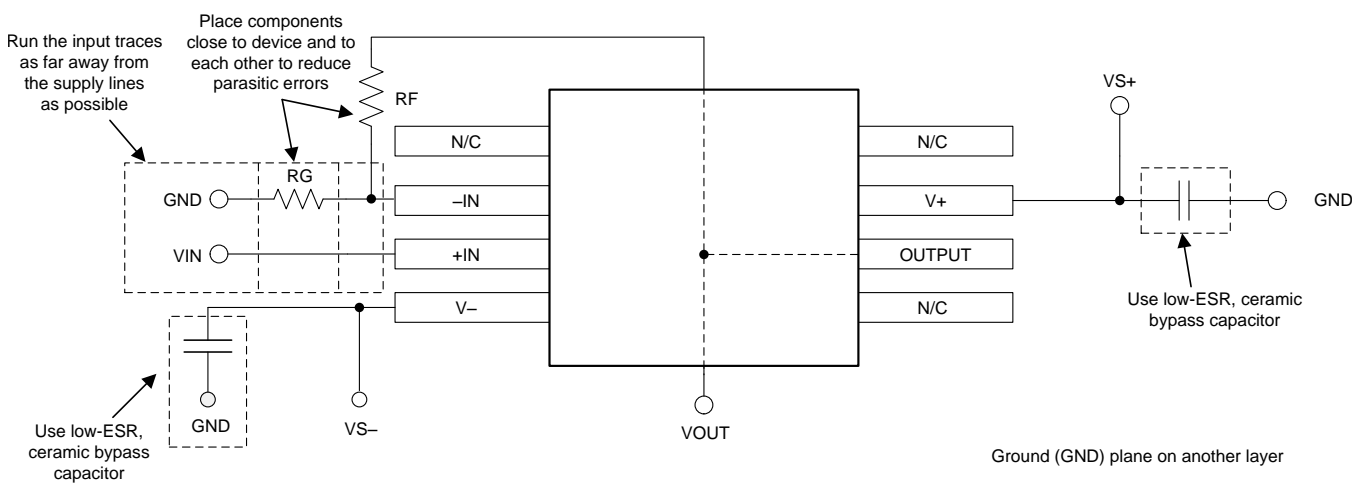 Run the input traces
as far away from
the supply lines
as possible
Place components
close to device and to
each other to reduce
parasitic errors
RF
VS+
N/C
N/C
RG
GND
–IN
V+
GND
VIN
+IN
OUTPUT
V–
N/C
Use low-ESR, ceramic
bypass capacitor
GND
VS–
VOUT
Use low-ESR,
ceramic bypass
capacitor
Ground (GND) plane on another layer